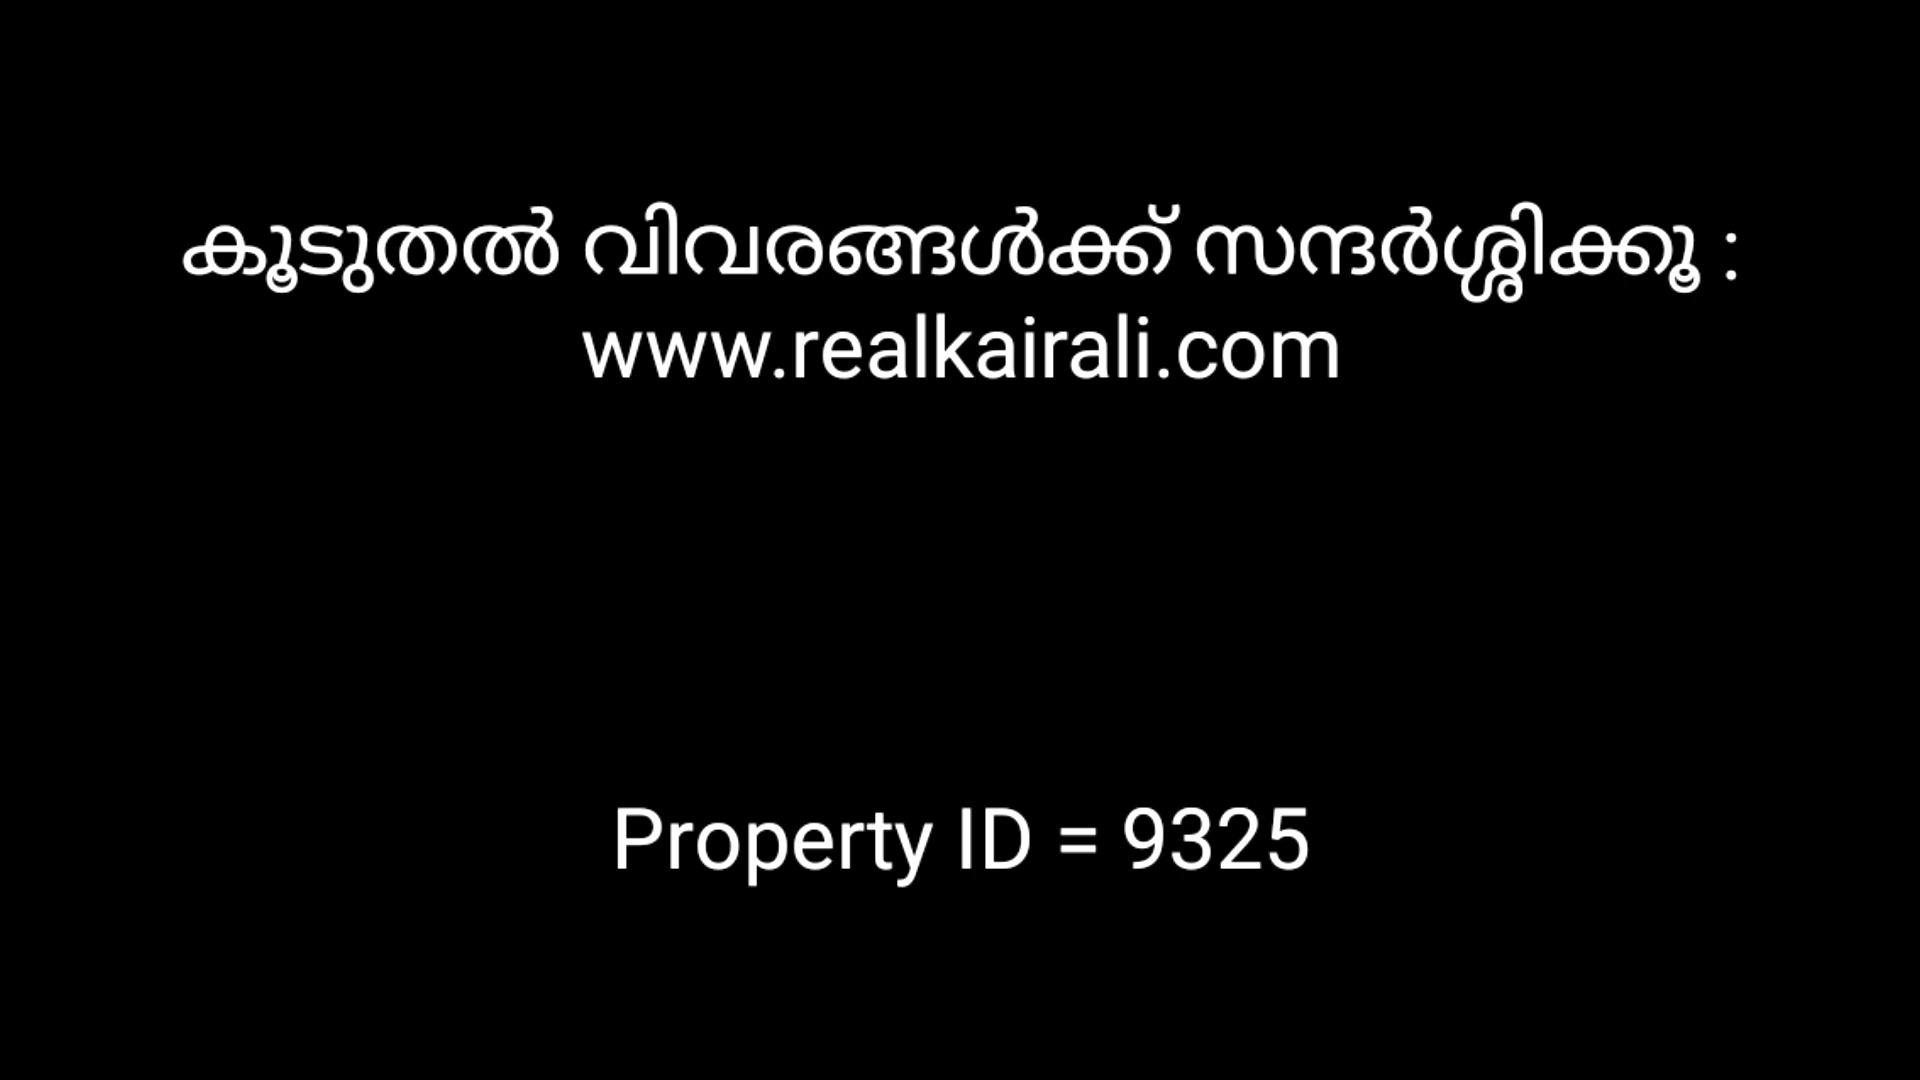 കൂടുതൽ വിവരങ്ങൾക്ക് സന്ദർശ്ശിക്കൂ :
www.realkairali.com
Property ID = 9325